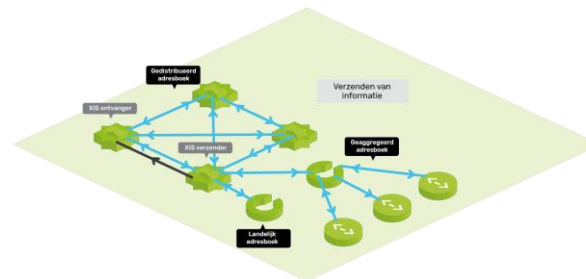 Gedistribueerd
adresboek
Verzenden van
informatie
XIS ontvanger
XIS verzender
Geaggregeerd
adresboek
Landelijk
adresboek